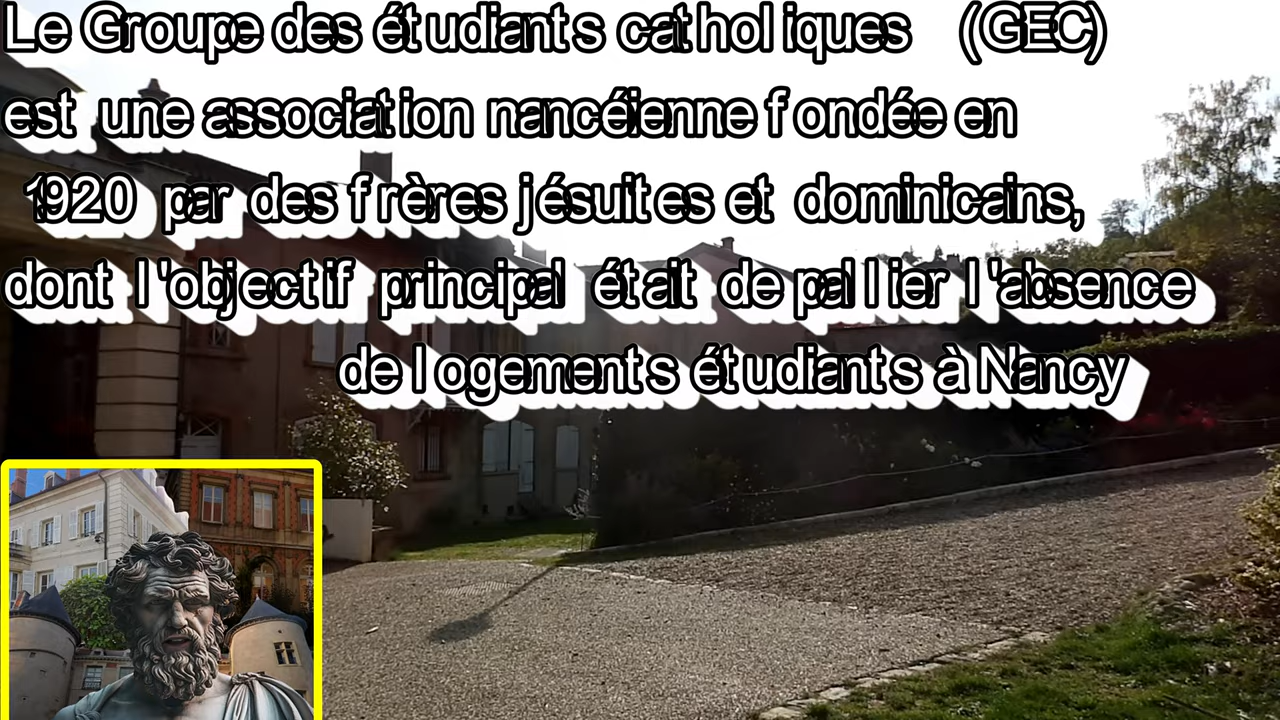 Le Groupe des étudiants catholiques (GEC)
est une association nancéienne fondée en
1920 par des frères jésuites et dominicains,
dont l'objectif principal était de pallier l'absence
de logements étudiants à Nancy